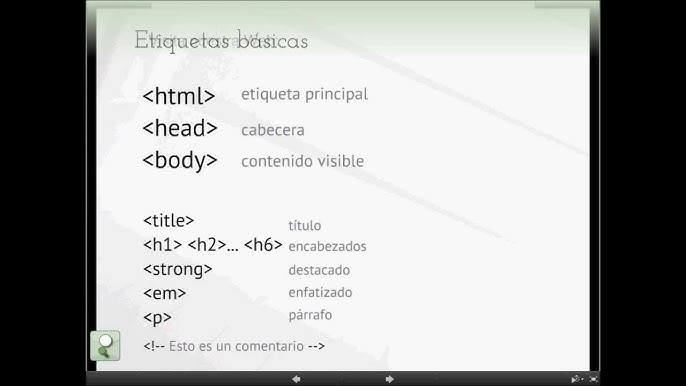 Etiquetas básicas
<html> etiqueta principal
<head> cabecera
<body> contenido visible
<title> título
<h1> <h2>... <h6> encabezados
<strong> destacado
<em> enfatizado
<p> párrafo
<!-- Esto es un comentario -->